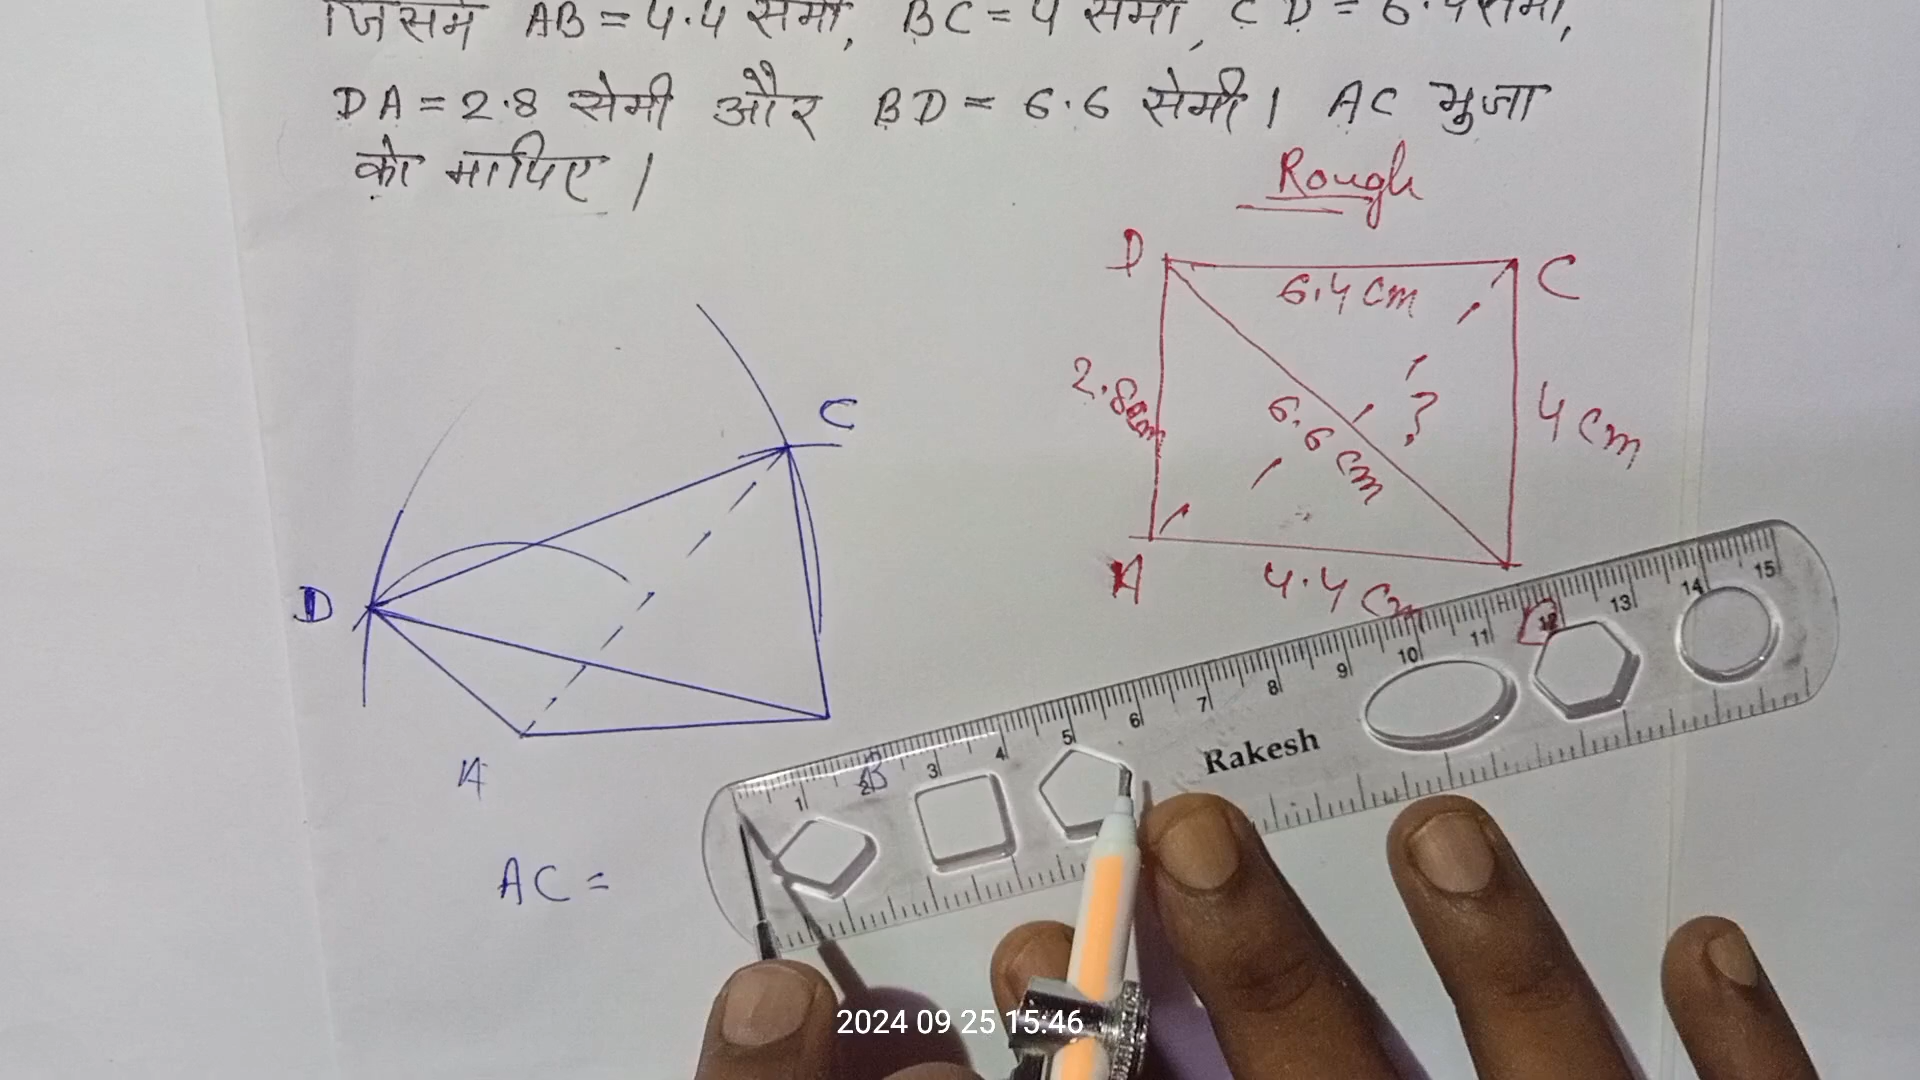 जिसमें AB = 4.4 सेमी, BC = 4 सेमी, CD = 6.4 सेमी,
DA = 2.8 सेमी और BD = 6.6 सेमी। AC भुजा
को मापिए।
Rough
D
C
6.4 cm
2.8cm
6.6 cm
?
4 cm
A
4.4 cm
C
D
A
B
AC =
1 2 3 4 5 6 7 8 9 10 11 12 13 14 15
Rakesh
2024 09 25 15:46